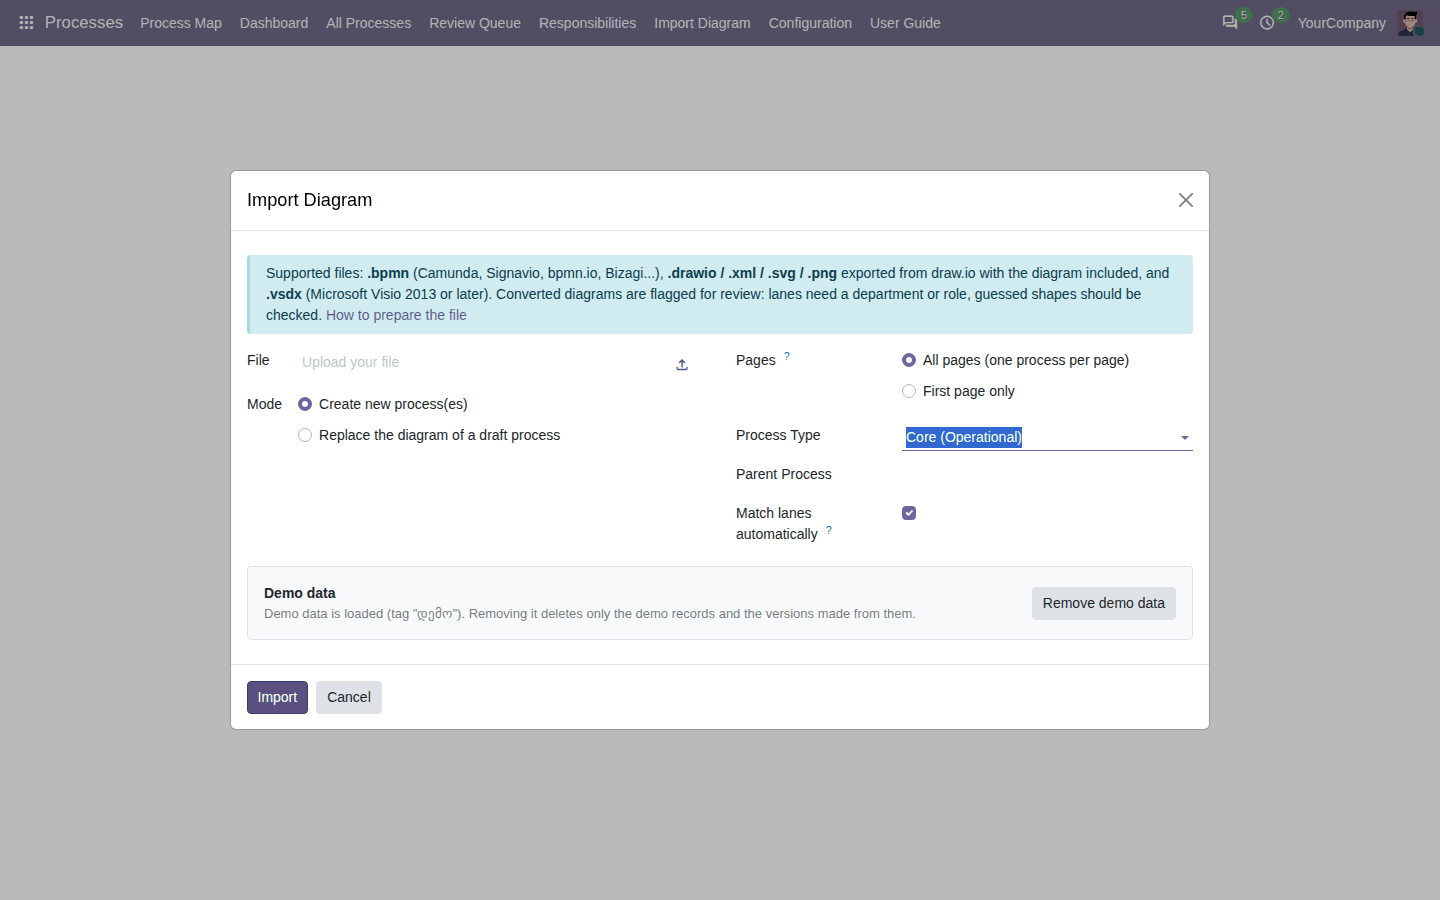 Processes Process Map Dashboard All Processes Review Queue Responsibilities Import Diagram Configuration User Guide 5 2 YourCompany
Import Diagram
Supported files: .bpmn (Camunda, Signavio, bpmn.io, Bizagi...), .drawio / .xml / .svg / .png exported from draw.io with the diagram included, and
.vsdx (Microsoft Visio 2013 or later). Converted diagrams are flagged for review: lanes need a department or role, guessed shapes should be
checked. How to prepare the file
File Upload your file
Mode Create new process(es)
Replace the diagram of a draft process
Pages ? All pages (one process per page)
First page only
Process Type Core (Operational)
Parent Process
Match lanes
automatically ?
Demo data
Demo data is loaded (tag "დემო"). Removing it deletes only the demo records and the versions made from them.
Remove demo data
Import Cancel